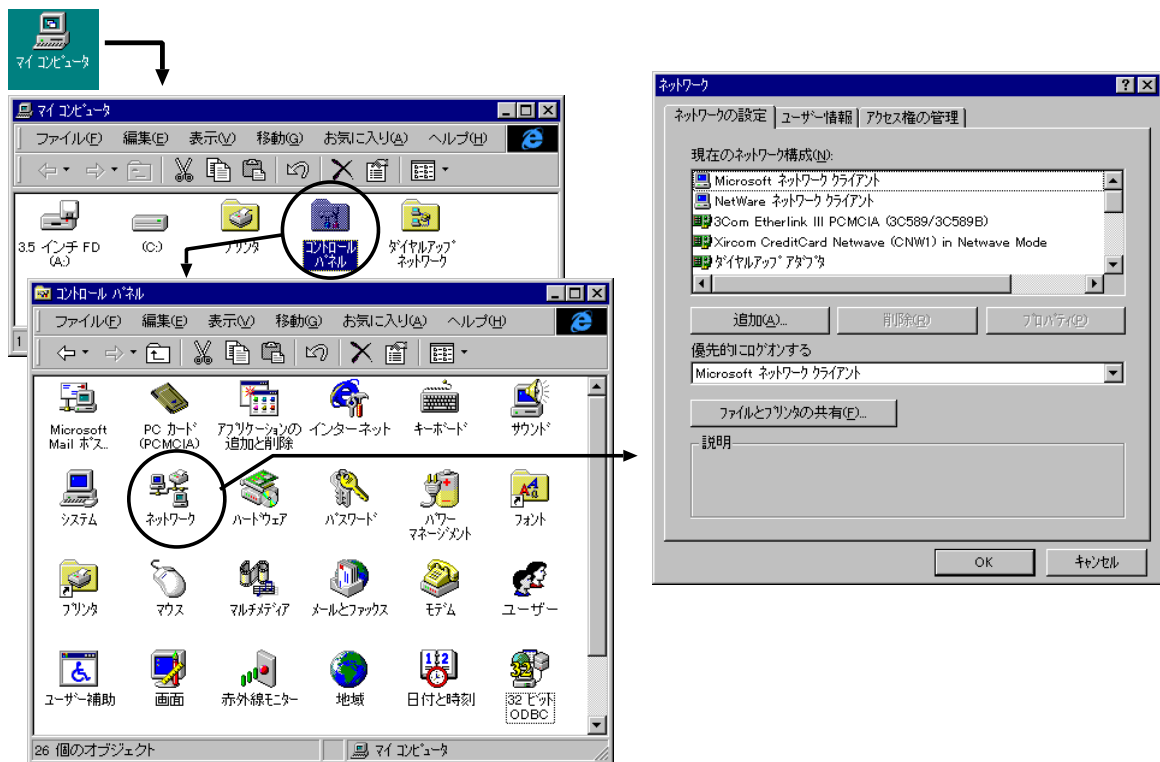 マイ コンピュータ
マイ コンピュータ
ファイル(F) 編集(E) 表示(V) 移動(G) お気に入り(A) ヘルプ(H)
3.5 インチ FD (A:)
(C:)
プリンタ
コントロール パネル
ダイヤルアップ ネットワーク
1
コントロール パネル
ファイル(F) 編集(E) 表示(V) 移動(G) お気に入り(A) ヘルプ(H)
Microsoft Mail ポス...
PC カード (PCMCIA)
アプリケーションの 追加と削除
インターネット
キーボード
サウンド
システム
ネットワーク
ハードウェア
パスワード
パワー マネージメント
フォント
プリンタ
マウス
マルチメディア
メールとファックス
モデム
ユーザー
ユーザー補助
画面
赤外線モニター
地域
日付と時刻
32 ビット ODBC
26 個のオブジェクト
マイ コンピュータ
ネットワーク
ネットワークの設定 ユーザー情報 アクセス権の管理
現在のネットワーク構成(N):
Microsoft ネットワーク クライアント
NetWare ネットワーク クライアント
3Com Etherlink III PCMCIA (3C589/3C589B)
Xircom CreditCard Netwave (CNW1) in Netwave Mode
ダイヤルアップ アダプタ
追加(A)... 削除(R) プロパティ(P)
優先的にログオンする
Microsoft ネットワーク クライアント
ファイルとプリンタの共有(F)...
説明
OK キャンセル